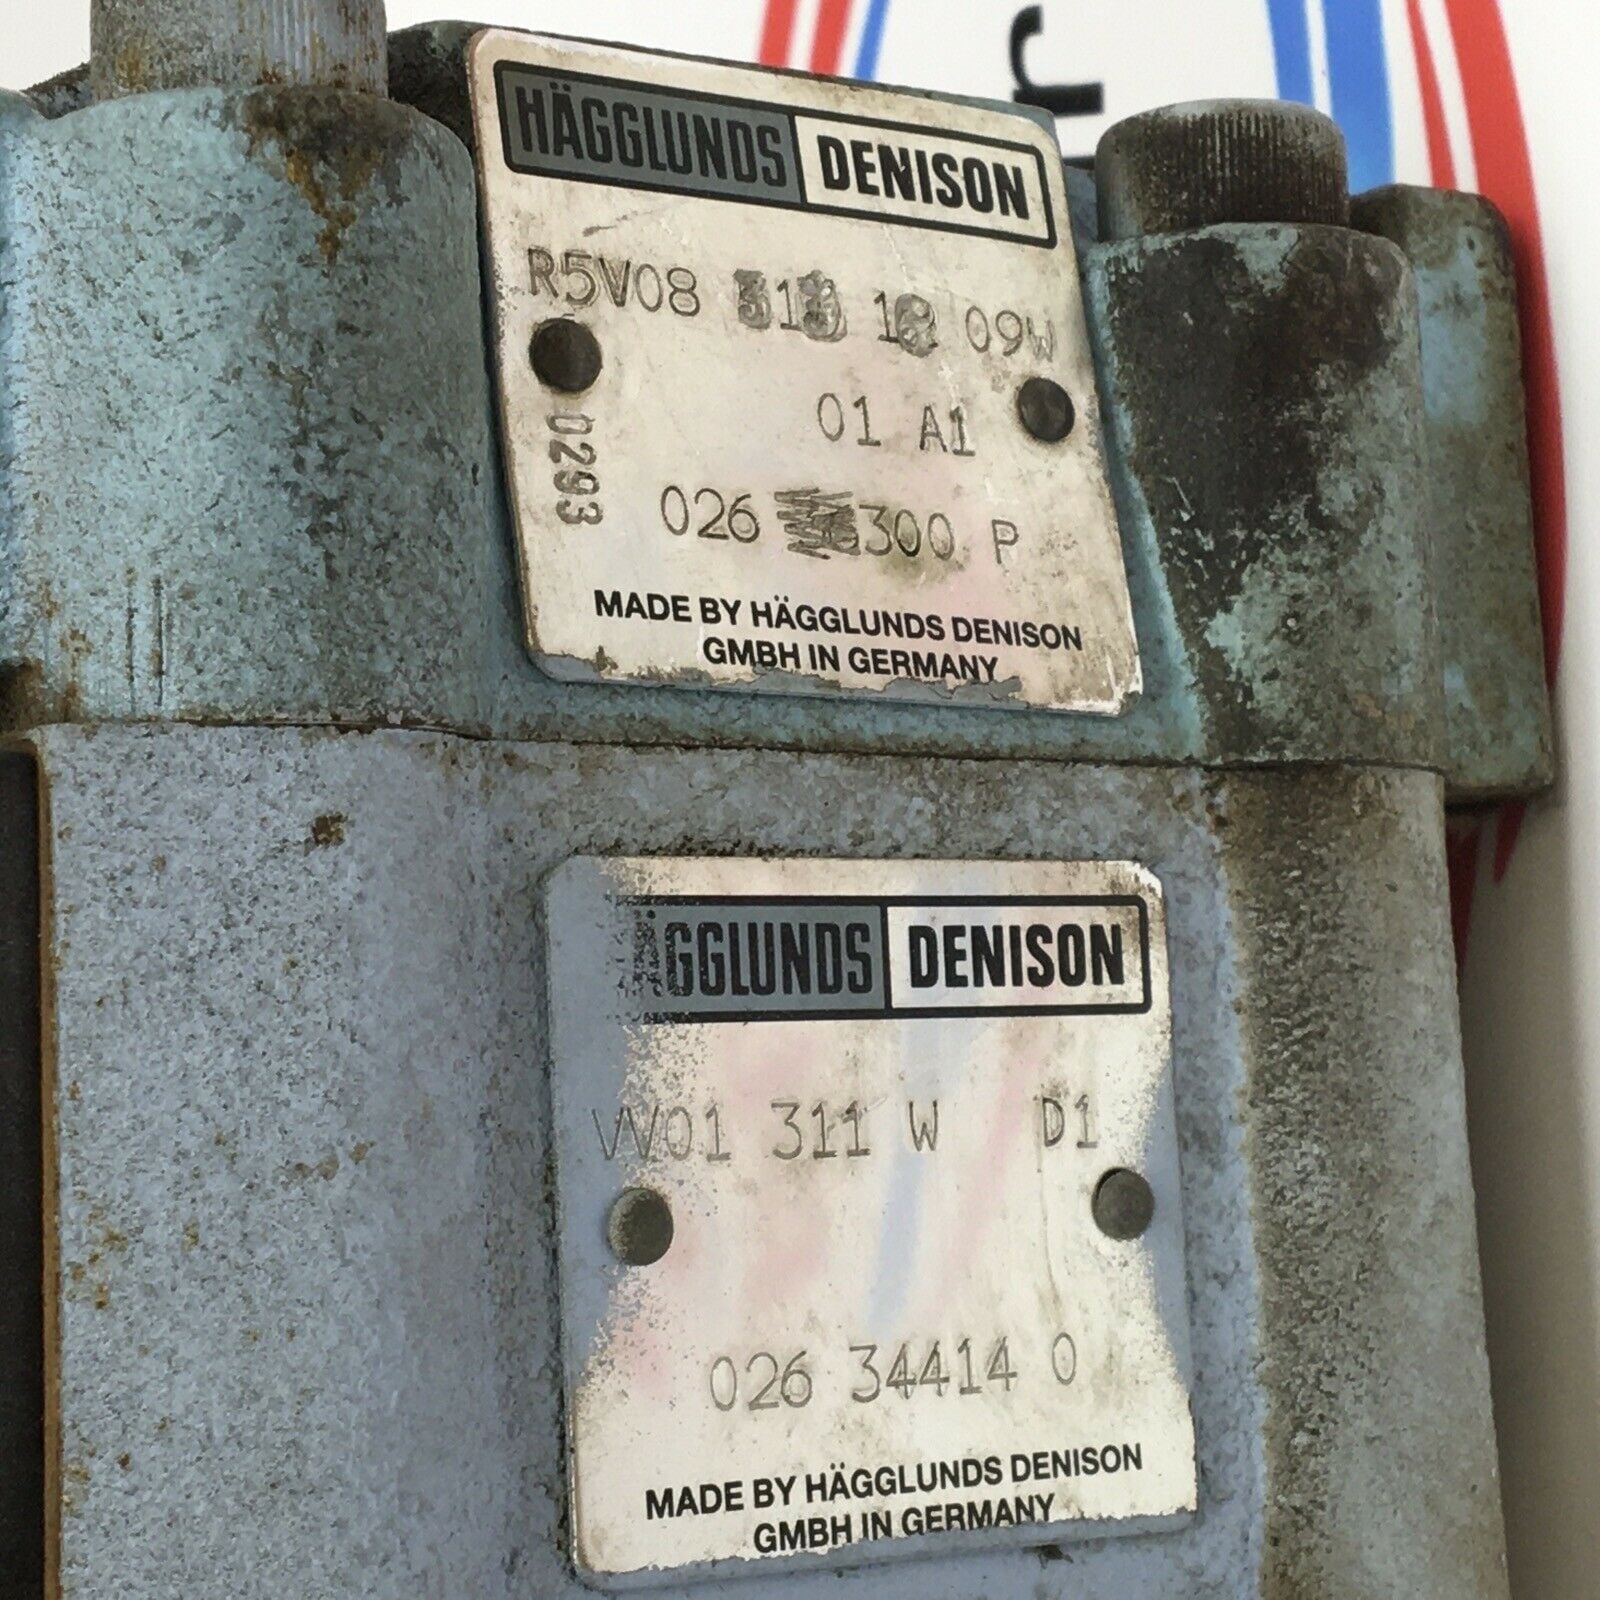 r
HÄGGLUNDS DENISON
R5V08 09W
01 A1
0293
026 300 P
MADE BY HÄGGLUNDS DENISON
GMBH IN GERMANY
HÄGGLUNDS DENISON
VV01 311 W D1
026 34414 0
MADE BY HÄGGLUNDS DENISON
GMBH IN GERMANY